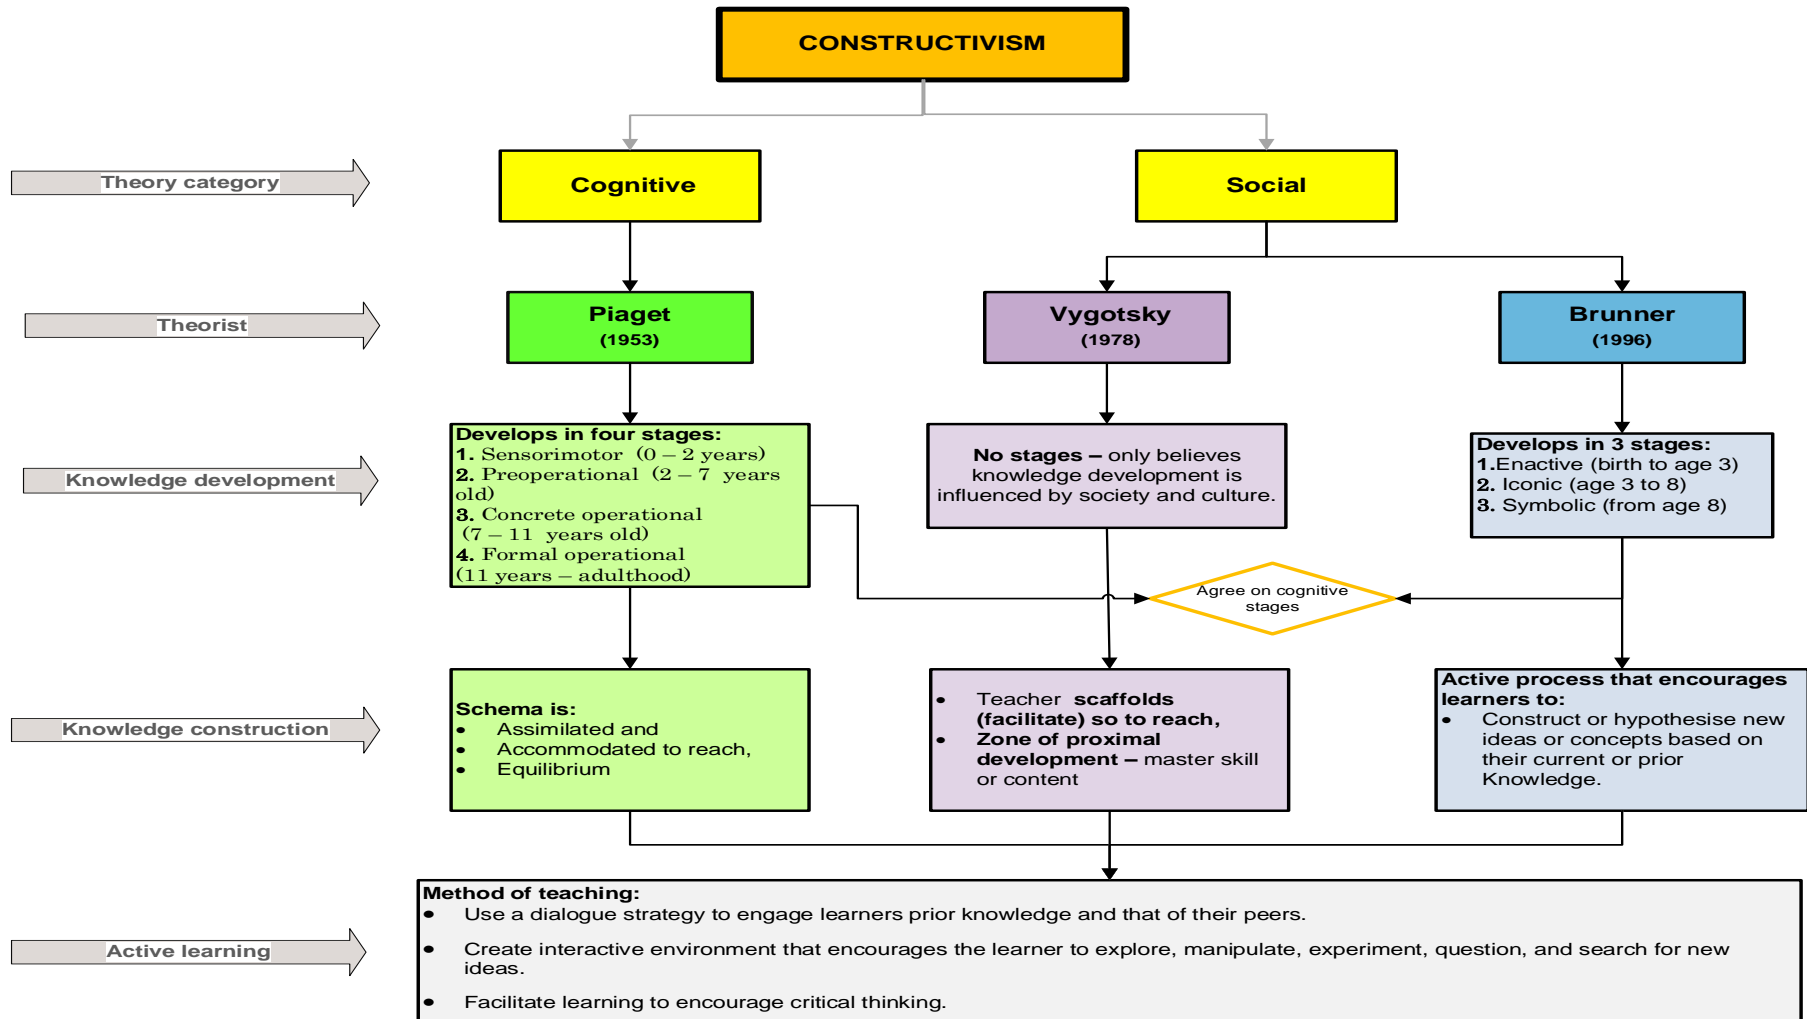 CONSTRUCTIVISM
Theory category
Cognitive
Social
Theorist
Piaget
(1953)
Vygotsky
(1978)
Brunner
(1996)
Knowledge development
Develops in four stages:
1. Sensorimotor (0 – 2 years)
2. Preoperational (2 – 7 years
old)
3. Concrete operational
(7 – 11 years old)
4. Formal operational
(11 years – adulthood)
No stages – only believes
knowledge development is
influenced by society and culture.
Develops in 3 stages:
1.Enactive (birth to age 3)
2. Iconic (age 3 to 8)
3. Symbolic (from age 8)
Agree on cognitive
stages
Knowledge construction
Schema is:
• Assimilated and
• Accommodated to reach,
• Equilibrium
• Teacher scaffolds
(facilitate) so to reach,
• Zone of proximal
development – master skill
or content
Active process that encourages
learners to:
• Construct or hypothesise new
ideas or concepts based on
their current or prior
Knowledge.
Active learning
Method of teaching:
• Use a dialogue strategy to engage learners prior knowledge and that of their peers.
• Create interactive environment that encourages the learner to explore, manipulate, experiment, question, and search for new
ideas.
• Facilitate learning to encourage critical thinking.